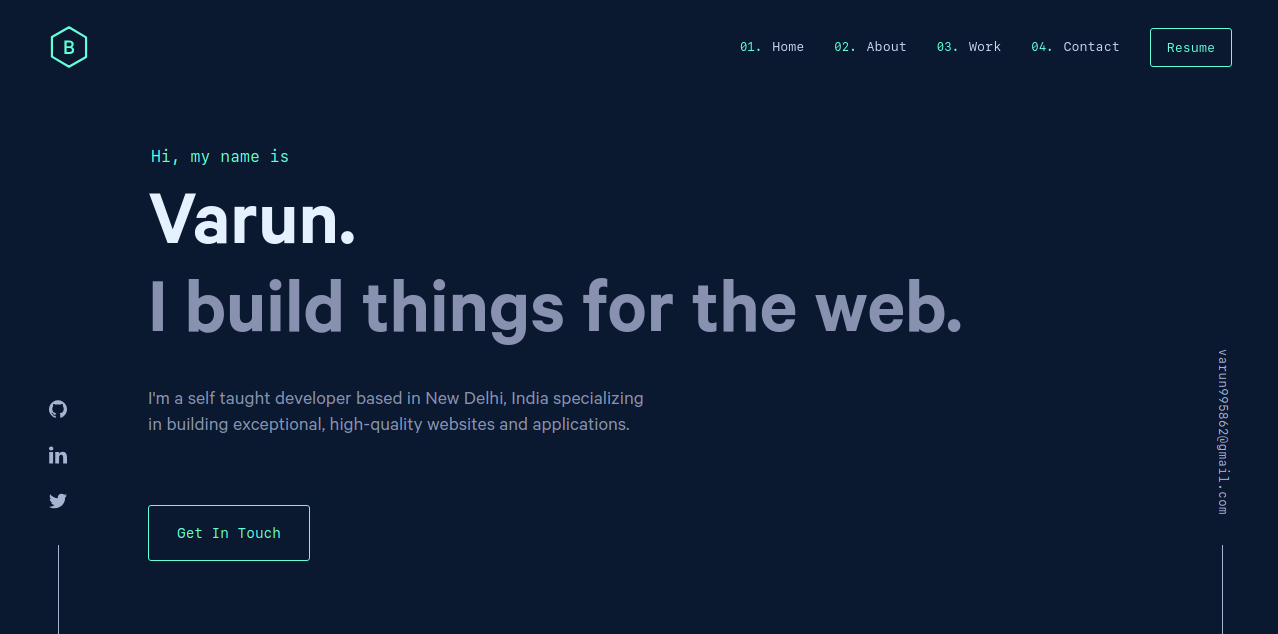 B
01. Home 02. About 03. Work 04. Contact Resume
Hi, my name is
Varun.
I build things for the web.
I'm a self taught developer based in New Delhi, India specializing
in building exceptional, high-quality websites and applications.
Get In Touch
varun995862@gmail.com